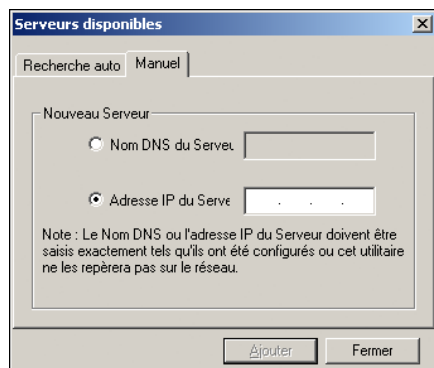 Serveurs disponibles
Recherche auto Manuel
Nouveau Serveur
Nom DNS du Serveu
Adresse IP du Serve . . .
Note : Le Nom DNS ou l'adresse IP du Serveur doivent être
saisis exactement tels qu'ils ont été configurés ou cet utilitaire
ne les repèrera pas sur le réseau.
Ajouter Fermer